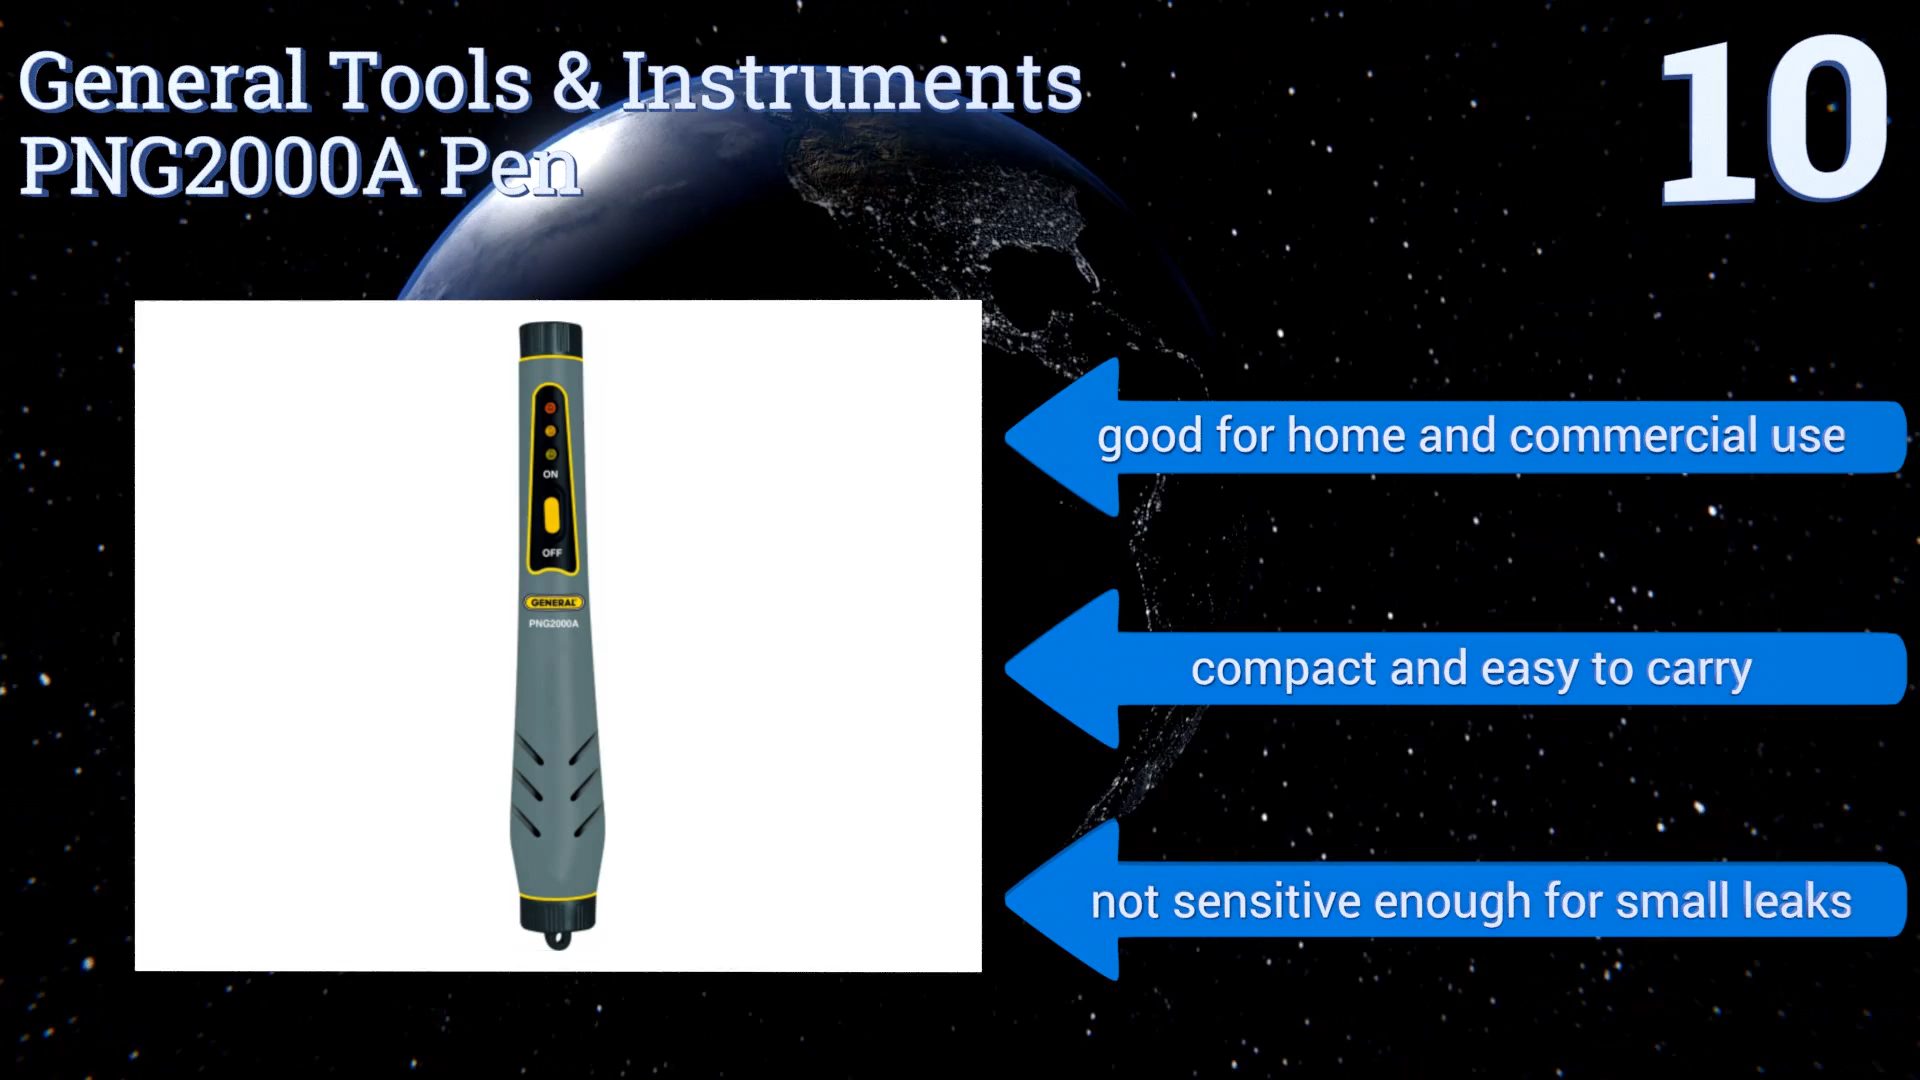 General Tools & Instruments
PNG2000A Pen
10
ON
OFF
GENERAL
PNG2000A
good for home and commercial use
compact and easy to carry
not sensitive enough for small leaks